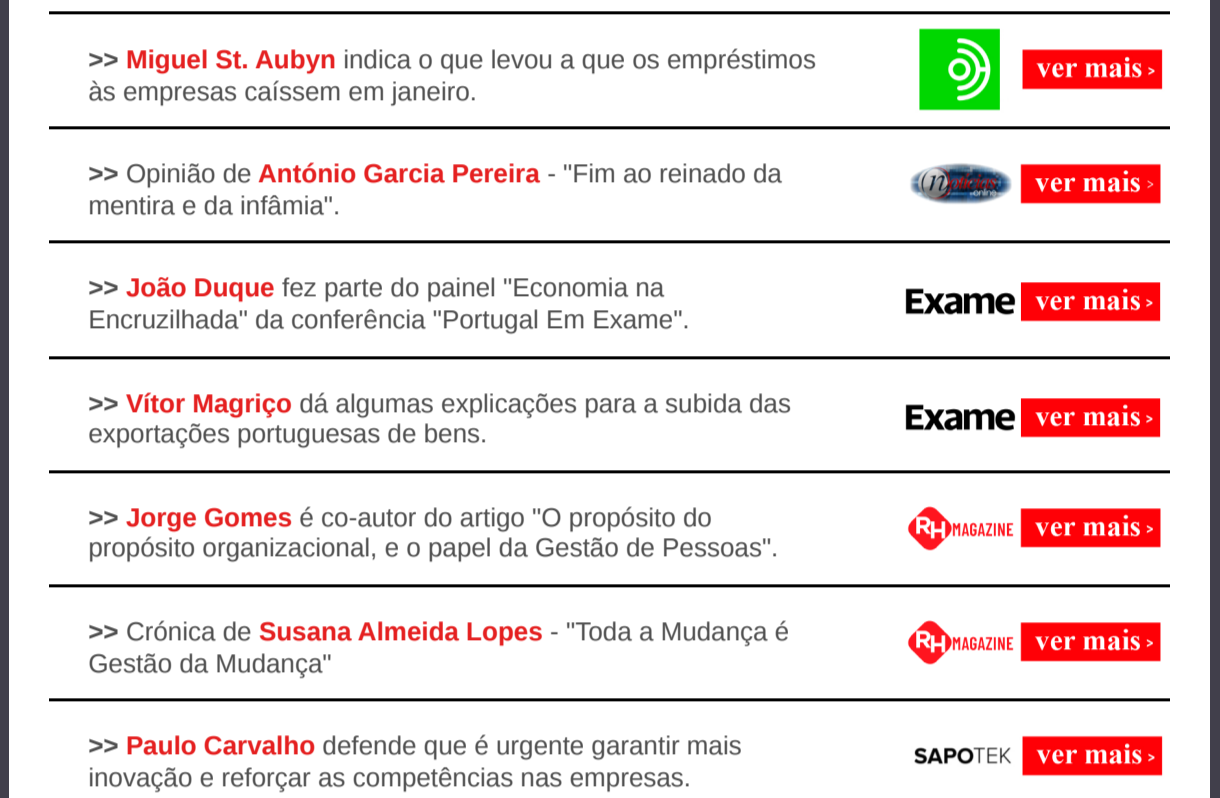 >> Miguel St. Aubyn indica o que levou a que os empréstimos
às empresas caíssem em janeiro.
ver mais >
>> Opinião de António Garcia Pereira - "Fim ao reinado da
mentira e da infâmia".
Notícias
online
ver mais >
>> João Duque fez parte do painel "Economia na
Encruzilhada" da conferência "Portugal Em Exame".
Exame
ver mais >
>> Vítor Magriço dá algumas explicações para a subida das
exportações portuguesas de bens.
Exame
ver mais >
>> Jorge Gomes é co-autor do artigo "O propósito do
propósito organizacional, e o papel da Gestão de Pessoas".
RH MAGAZINE
ver mais >
>> Crónica de Susana Almeida Lopes - "Toda a Mudança é
Gestão da Mudança"
RH MAGAZINE
ver mais >
>> Paulo Carvalho defende que é urgente garantir mais
inovação e reforçar as competências nas empresas.
SAPOTEK
ver mais >